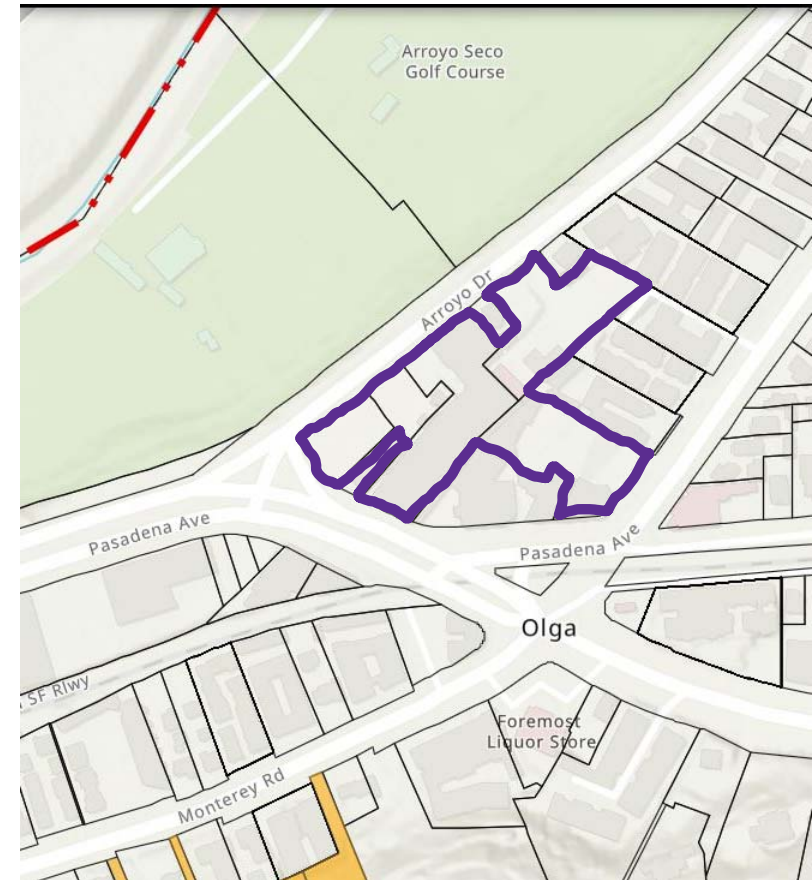 Arroyo Seco
Golf Course
Arroyo Dr
Pasadena Ave
Pasadena Ave
Olga
SF Rlwy
Foremost
Liquor Store
Monterey Rd